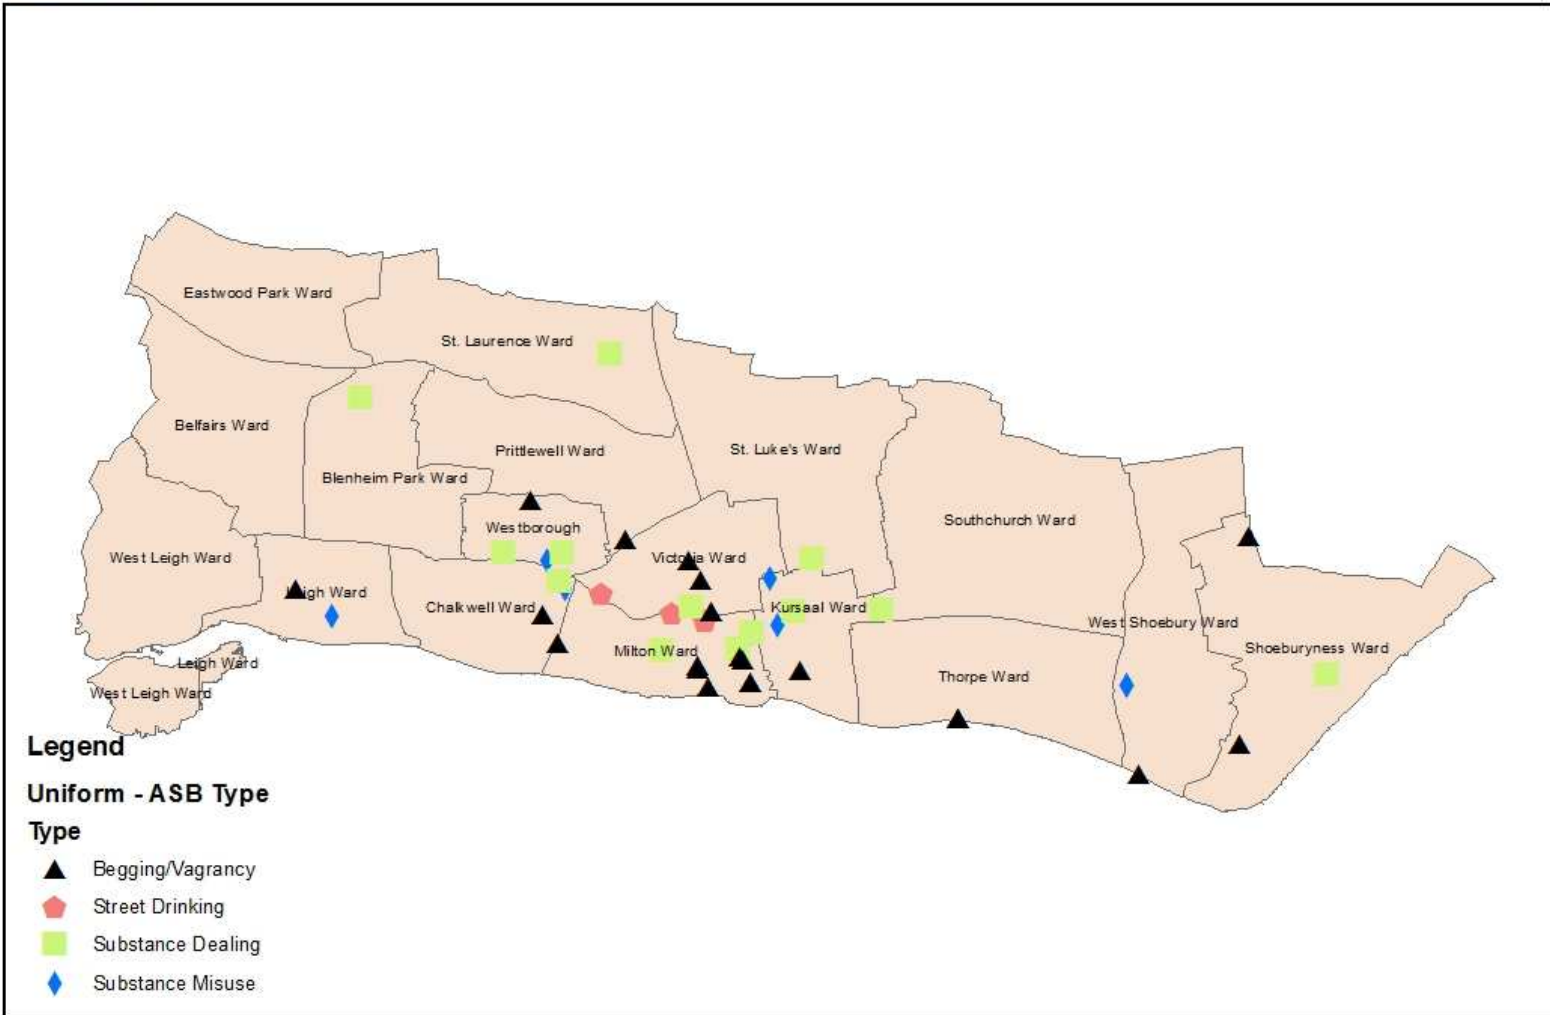 Eastwood Park Ward
St. Laurence Ward
Belfairs Ward
Prittlewell Ward
St. Luke's Ward
Blenheim Park Ward
Southchurch Ward
Westborough
West Leigh Ward
Victoria Ward
Leigh Ward
Chalkwell Ward
Kursaal Ward
West Shoebury Ward
Shoeburyness Ward
Milton Ward
Leigh Ward
Thorpe Ward
West Leigh Ward
Legend
Uniform - ASB Type
Type
Begging/Vagrancy
Street Drinking
Substance Dealing
Substance Misuse